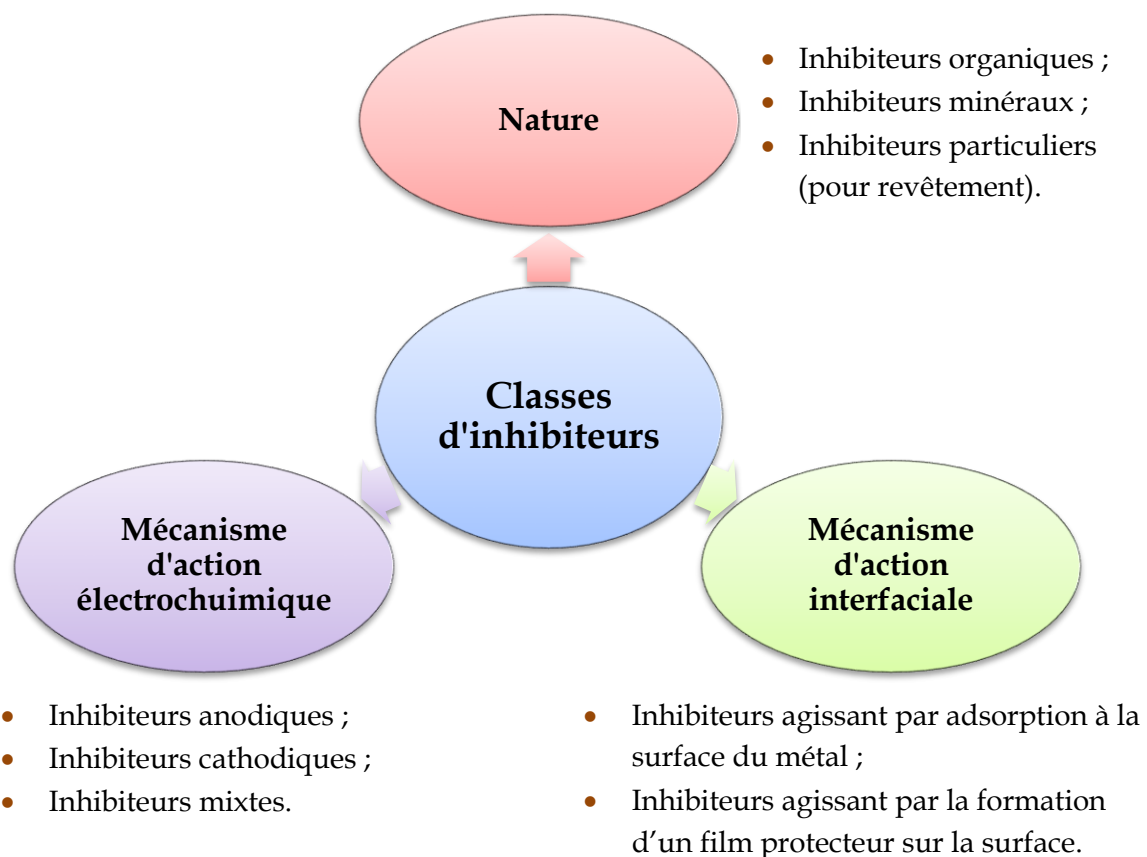 Nature
• Inhibiteurs organiques ;
• Inhibiteurs minéraux ;
• Inhibiteurs particuliers
(pour revêtement).
Classes
d'inhibiteurs
Mécanisme
d'action
électrochuimique
Mécanisme
d'action
interfaciale
• Inhibiteurs anodiques ;
• Inhibiteurs cathodiques ;
• Inhibiteurs mixtes.
• Inhibiteurs agissant par adsorption à la
surface du métal ;
• Inhibiteurs agissant par la formation
d’un film protecteur sur la surface.